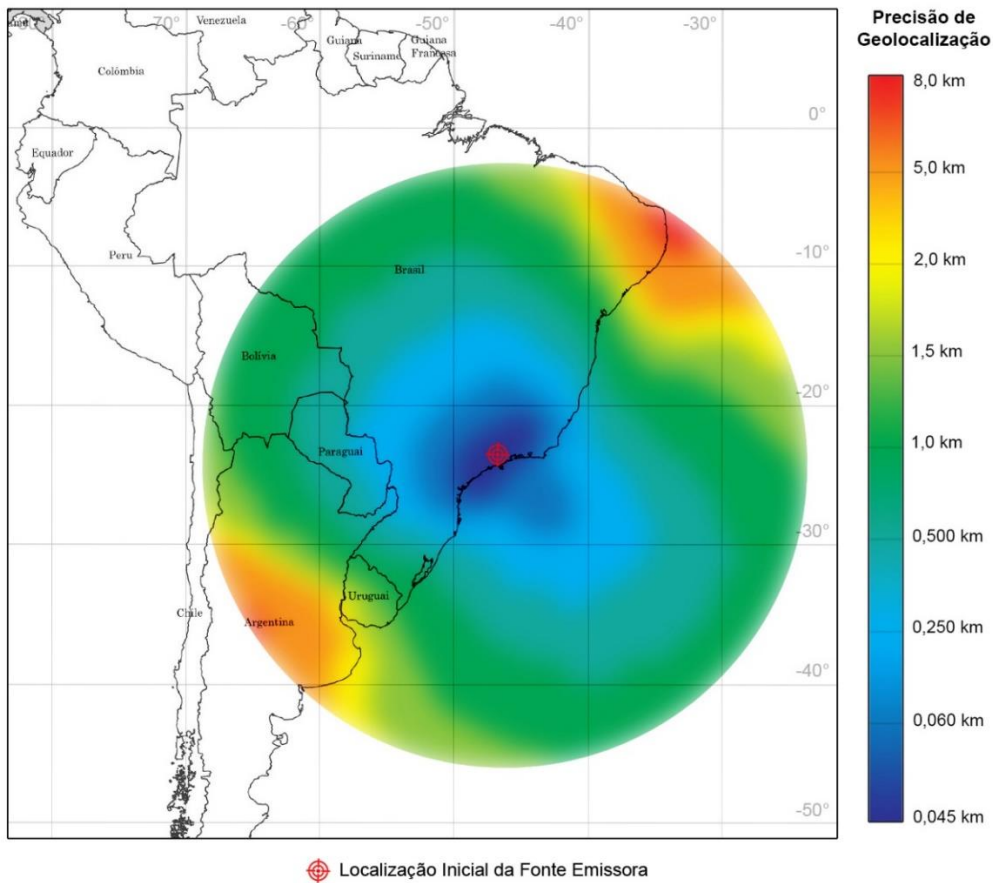 -70°
-60°
-50°
-40°
Precisão de
Geolocalização
Venezuela
Guiana
Suriname
Guiana
Francesa
Colômbia
Equador
Peru
Brasil
Bolívia
Paraguai
Uruguai
Chile
Argentina
0°
-10°
-20°
-30°
-40°
-50°
8,0 km
5,0 km
2,0 km
1,5 km
1,0 km
0,500 km
0,250 km
0,060 km
0,045 km
Localização Inicial da Fonte Emissora